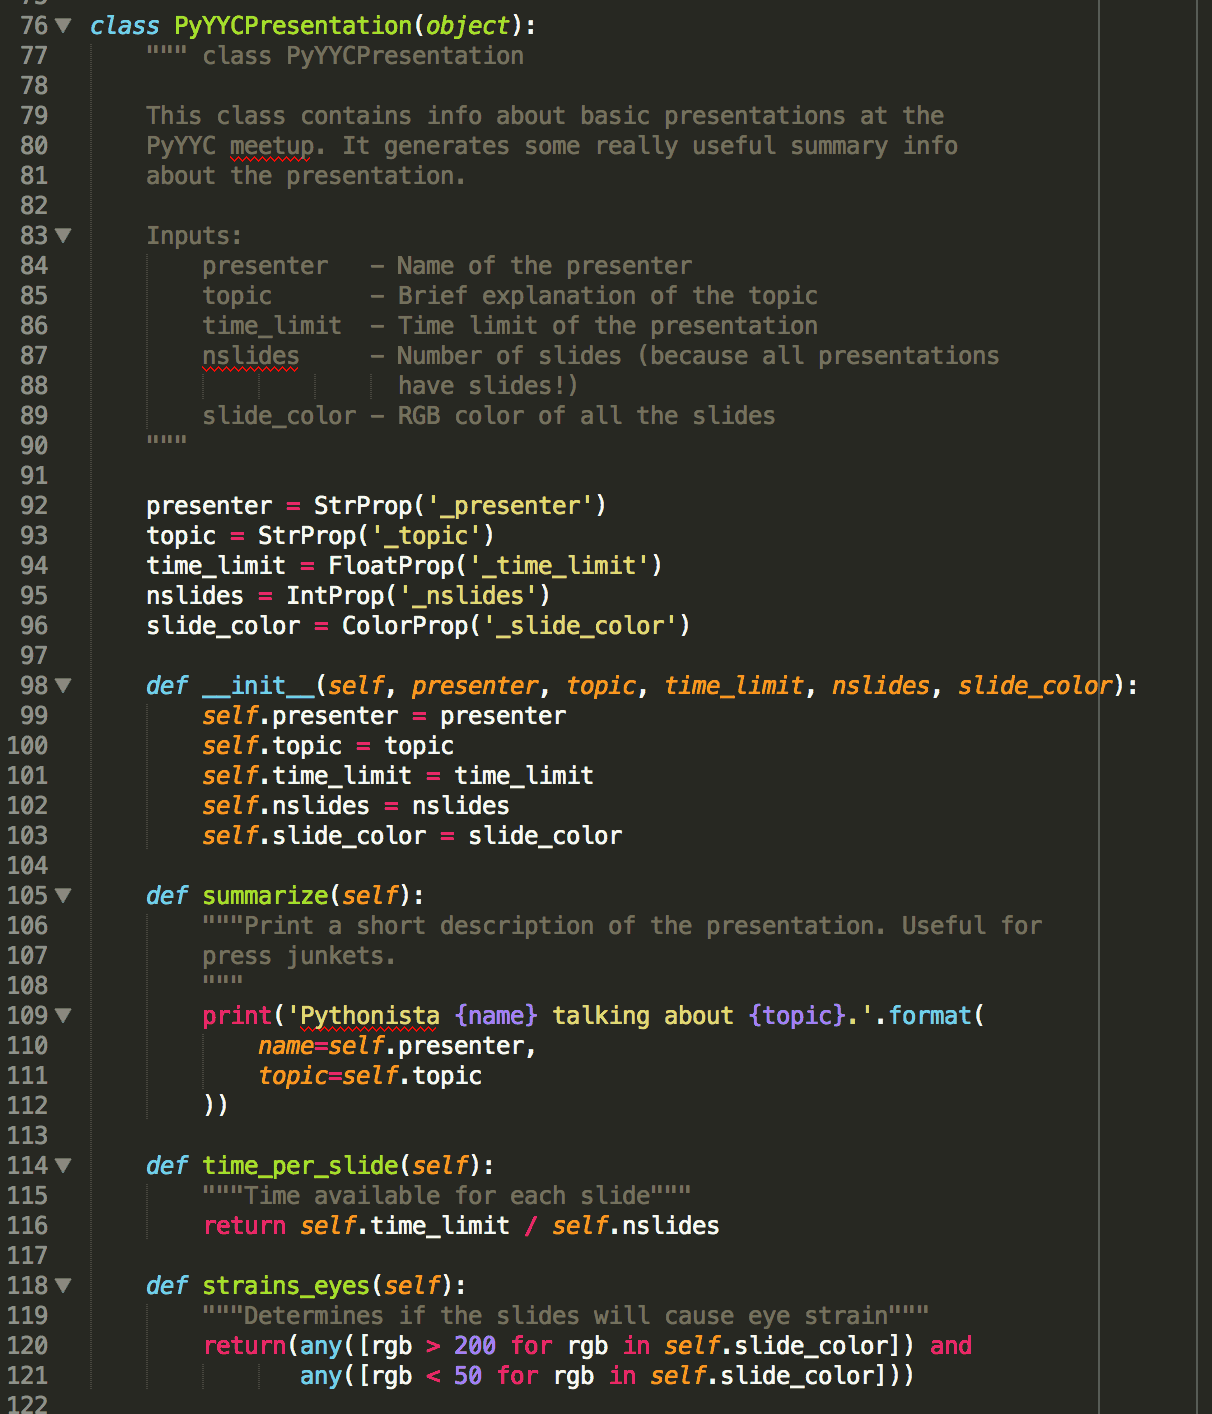 76 class PyYYCPresentation(object):
77     """ class PyYYCPresentation
78
79     This class contains info about basic presentations at the
80     PyYYC meetup. It generates some really useful summary info
81     about the presentation.
82
83     Inputs:
84         presenter   - Name of the presenter
85         topic       - Brief explanation of the topic
86         time_limit  - Time limit of the presentation
87         nslides     - Number of slides (because all presentations
88                       have slides!)
89         slide_color - RGB color of all the slides
90     """
91
92     presenter = StrProp('_presenter')
93     topic = StrProp('_topic')
94     time_limit = FloatProp('_time_limit')
95     nslides = IntProp('_nslides')
96     slide_color = ColorProp('_slide_color')
97
98     def __init__(self, presenter, topic, time_limit, nslides, slide_color):
99         self.presenter = presenter
100         self.topic = topic
101         self.time_limit = time_limit
102         self.nslides = nslides
103         self.slide_color = slide_color
104
105     def summarize(self):
106         """Print a short description of the presentation. Useful for
107         press junkets.
108         """
109         print('Pythonista {name} talking about {topic}.'.format(
110             name=self.presenter,
111             topic=self.topic
112         ))
113
114     def time_per_slide(self):
115         """Time available for each slide"""
116         return self.time_limit / self.nslides
117
118     def strains_eyes(self):
119         """Determines if the slides will cause eye strain"""
120         return(any([rgb > 200 for rgb in self.slide_color]) and
121                any([rgb < 50 for rgb in self.slide_color]))
122